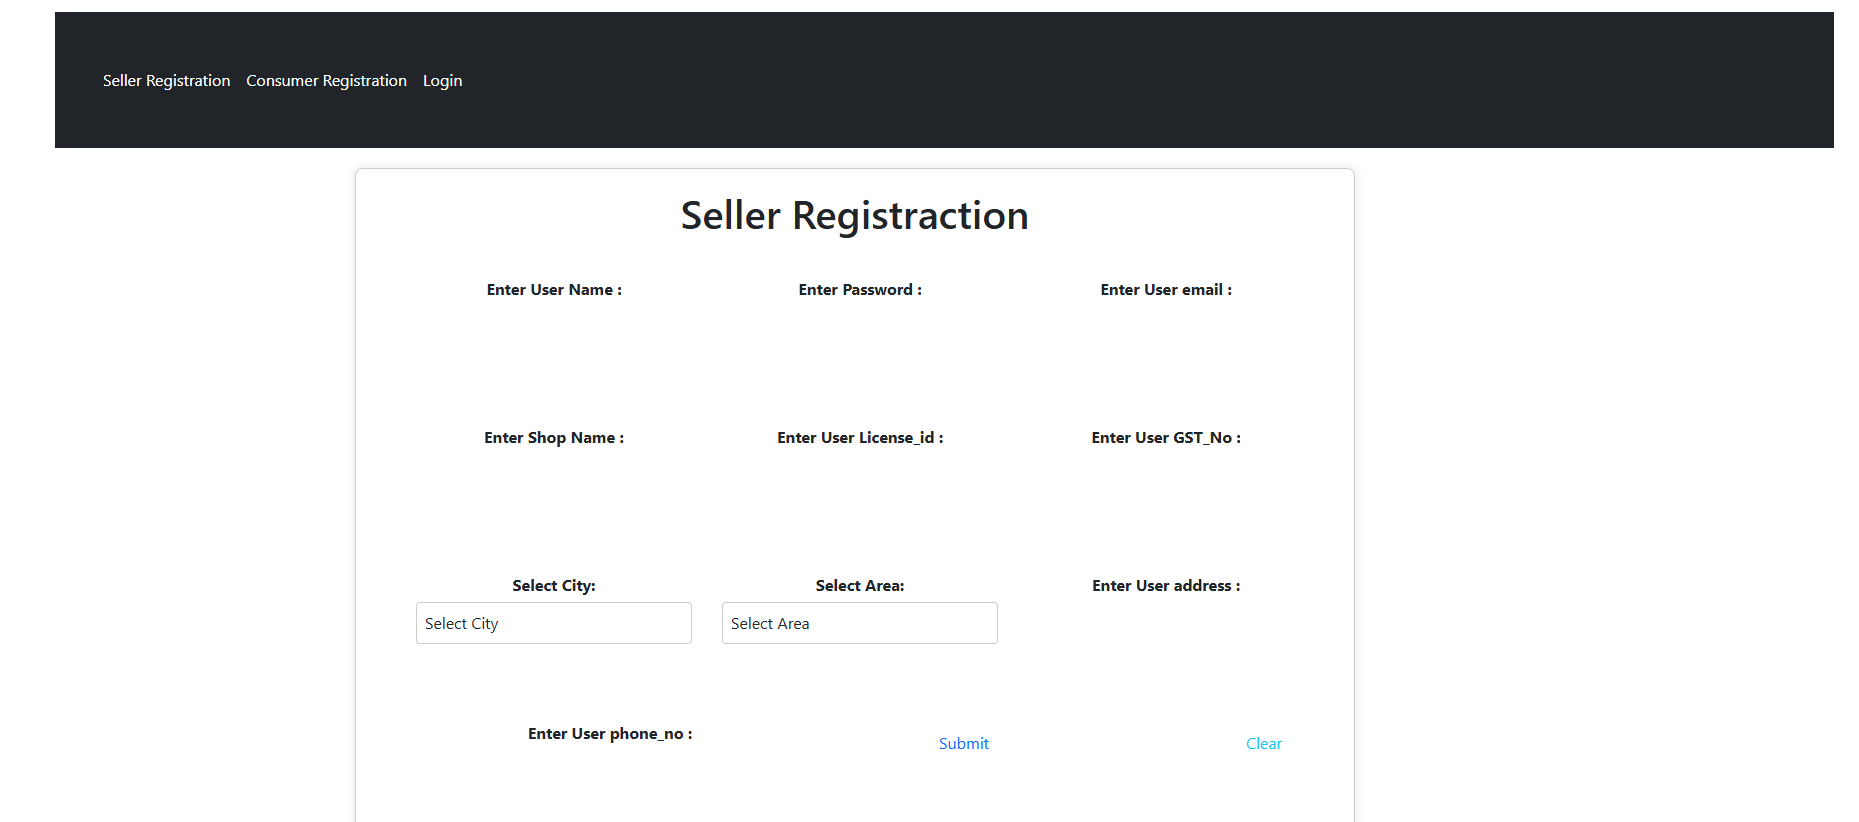 Seller Registration Consumer Registration Login
Seller Registraction
Enter User Name : Enter Password : Enter User email :
Enter Shop Name : Enter User License_id : Enter User GST_No :
Select City: Select Area: Enter User address :
Select City Select Area
Enter User phone_no : Submit Clear